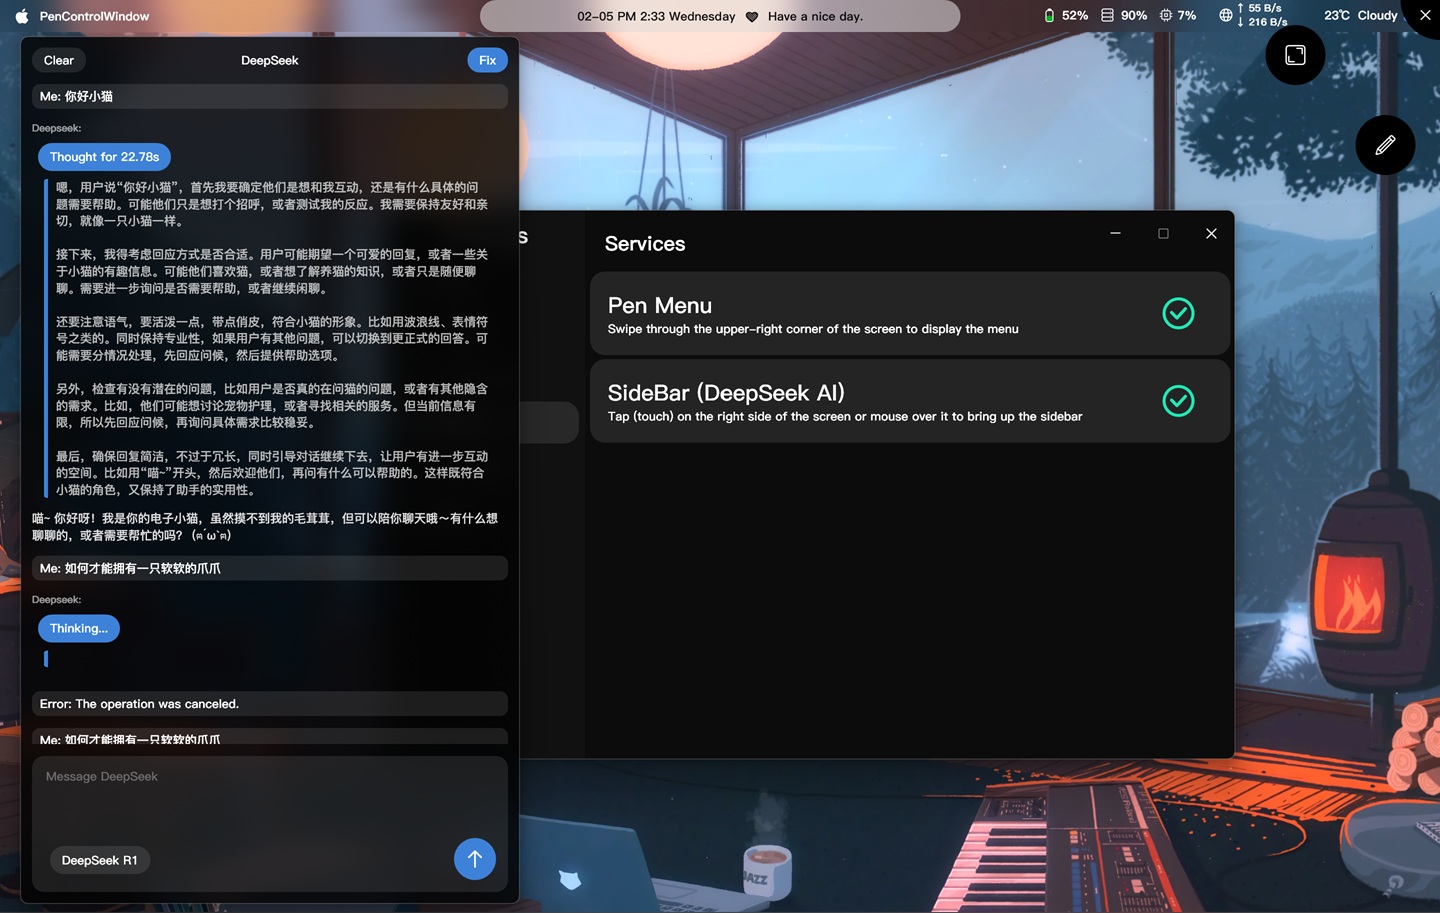 PenControlWindow
02-05 PM 2:33 Wednesday
Have a nice day.
52%
90%
7%
↑ 55 B/s
↓ 216 B/s
23℃ Cloudy
Clear
DeepSeek
Fix
Me: 你好小猫
Deepseek:
Thought for 22.78s
嗯，用户说“你好小猫”，首先我要确定他们是想和我互动，还是有什么具体的问
题需要帮助。可能他们只是想打个招呼，或者测试我的反应。我需要保持友好和亲
切，就像一只小猫一样。
接下来，我得考虑回应方式是否合适。用户可能期望一个可爱的回复，或者一些关
于小猫的有趣信息。可能他们喜欢猫，或者想了解养猫的知识，或者只是随便聊
聊。需要进一步询问是否需要帮助，或者继续闲聊。
还要注意语气，要活泼一点，带点俏皮，符合小猫的形象。比如用波浪线、表情符
号之类的。同时保持专业性，如果用户有其他问题，可以切换到更正式的回答。可
能需要分情况处理，先回应问候，然后提供帮助选项。
另外，检查有没有潜在的问题，比如用户是否真的在问猫的问题，或者有其他隐含
的需求。比如，他们可能想讨论宠物护理，或者寻找相关的服务。但当前信息有
限，所以先回应问候，再询问具体需求比较稳妥。
最后，确保回复简洁，不过于冗长，同时引导对话继续下去，让用户有进一步互动
的空间。比如用“喵~”开头，然后欢迎他们，再问有什么可以帮助的。这样既符合
小猫的角色，又保持了助手的实用性。
喵~ 你好呀！我是你的电子小猫，虽然摸不到我的毛茸茸，但可以陪你聊天哦～有什么想
聊聊的，或者需要帮忙的吗？（ฅ´ω`ฅ）
Me: 如何才能拥有一只软软的爪爪
Deepseek:
Thinking...
Error: The operation was canceled.
Me: 如何才能拥有一只软软的爪爪
Message DeepSeek
DeepSeek R1
s
Services
Pen Menu
Swipe through the upper-right corner of the screen to display the menu
SideBar (DeepSeek AI)
Tap (touch) on the right side of the screen or mouse over it to bring up the sidebar
JAZZ